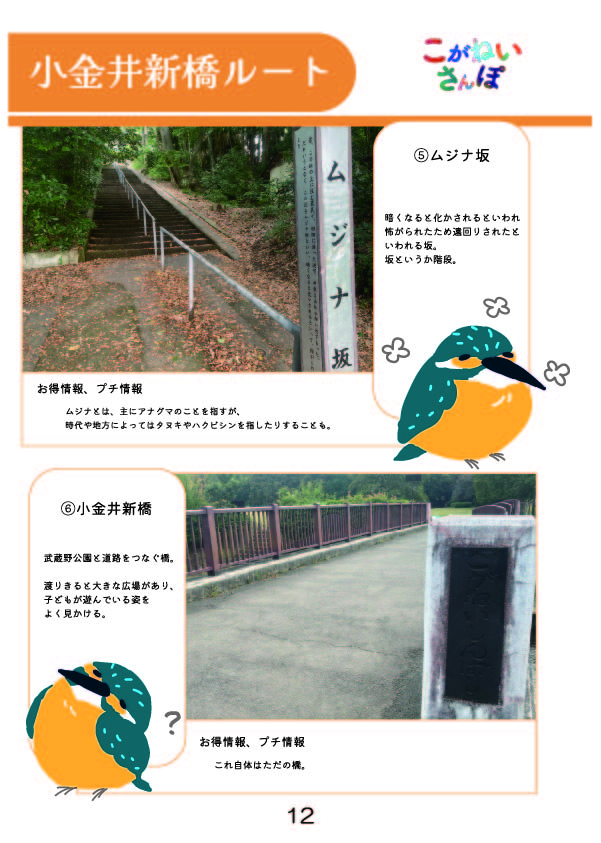 小金井新橋ルート
こがねい
さんぽ
⑤ムジナ坂
暗くなると化かされるといわれ
怖がられたため遠回りされたと
いわれる坂。
坂というか階段。
ムジナ坂
お得情報、プチ情報
ムジナとは、主にアナグマのことを指すが、
時代や地方によってはタヌキやハクビシンを指したりすることも。
⑥小金井新橋
武蔵野公園と道路をつなぐ橋。
渡りきると大きな広場があり、
子どもが遊んでいる姿を
よく見かける。
?
お得情報、プチ情報
これ自体はただの橋。
12